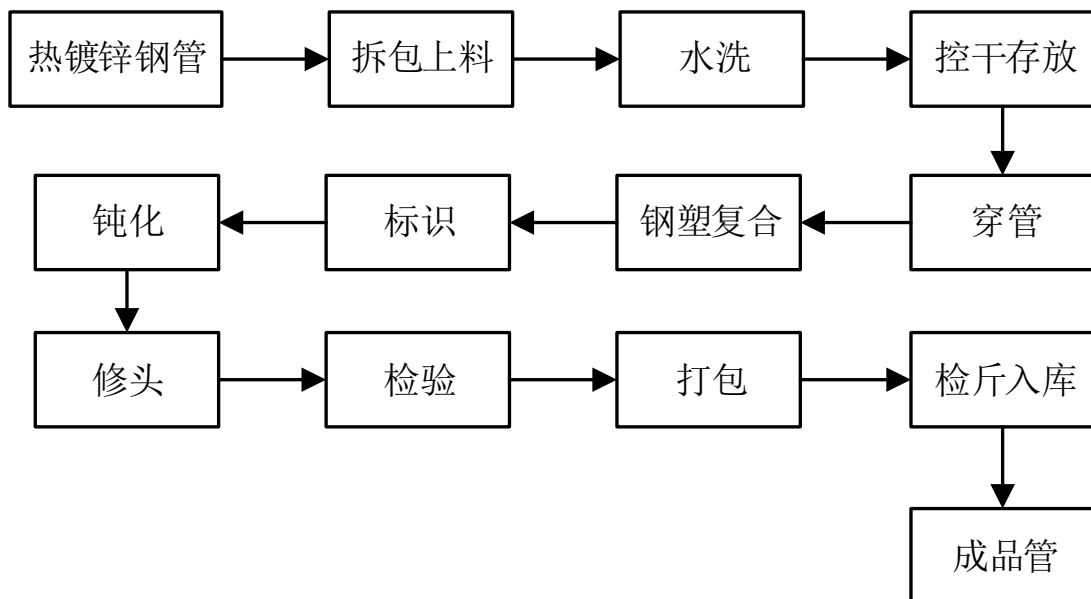 热镀锌钢管
拆包上料
水洗
控干存放
穿管
钢塑复合
标识
钝化
修头
检验
打包
检斤入库
成品管